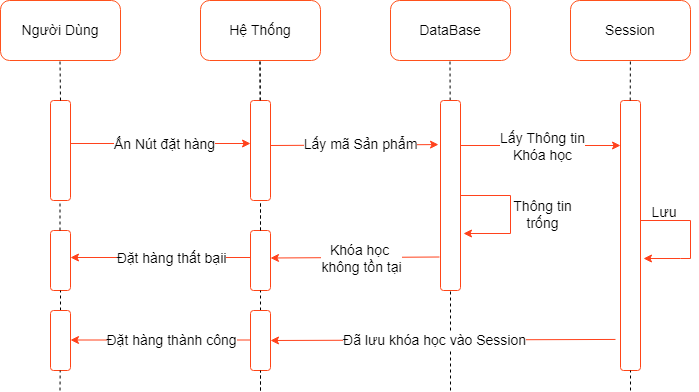 Người Dùng
Hệ Thống
DataBase
Session
Ấn Nút đặt hàng
Lấy mã Sản phẩm
Lấy Thông tin
Khóa học
Thông tin
trống
Lưu
Đặt hàng thất bạii
Khóa học
không tồn tại
Đặt hàng thành công
Đã lưu khóa học vào Session